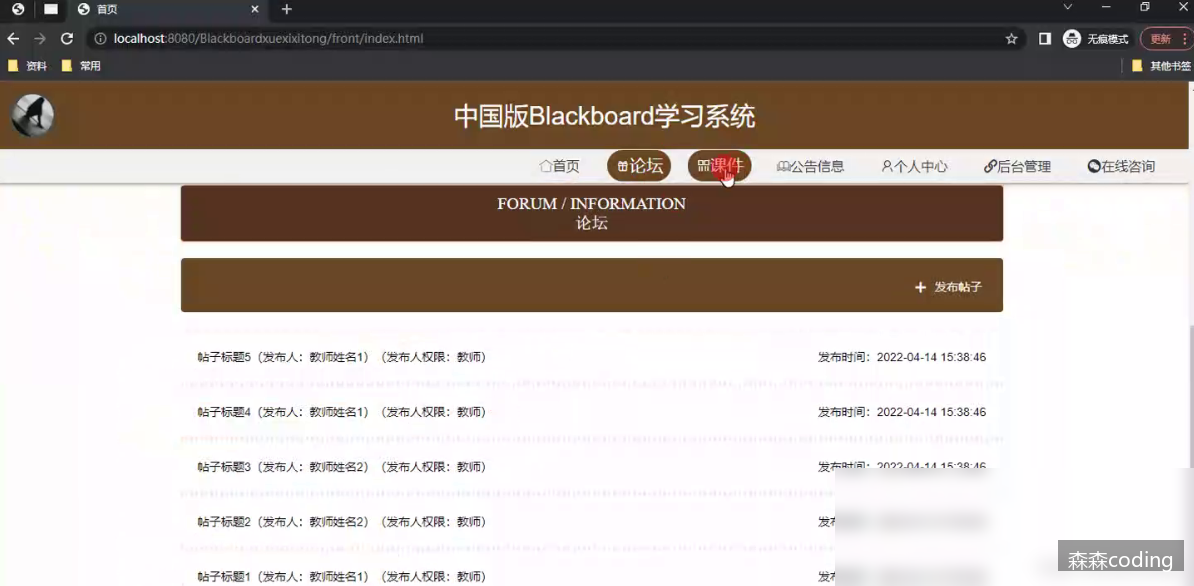 首页
localhost:8080/Blackboardxuexixitong/front/index.html
无痕模式
更新
资料
常用
其他书签
中国版Blackboard学习系统
首页
论坛
课件
公告信息
个人中心
后台管理
在线咨询
FORUM / INFORMATION
论坛
+ 发布帖子
帖子标题5（发布人：教师姓名1）（发布人权限：教师） 发布时间：2022-04-14 15:38:46
帖子标题4（发布人：教师姓名1）（发布人权限：教师） 发布时间：2022-04-14 15:38:46
帖子标题3（发布人：教师姓名2）（发布人权限：教师） 发布时间：2022-04-14 15:38:46
帖子标题2（发布人：教师姓名2）（发布人权限：教师） 发
帖子标题1（发布人：教师姓名1）（发布人权限：教师） 发
森森coding